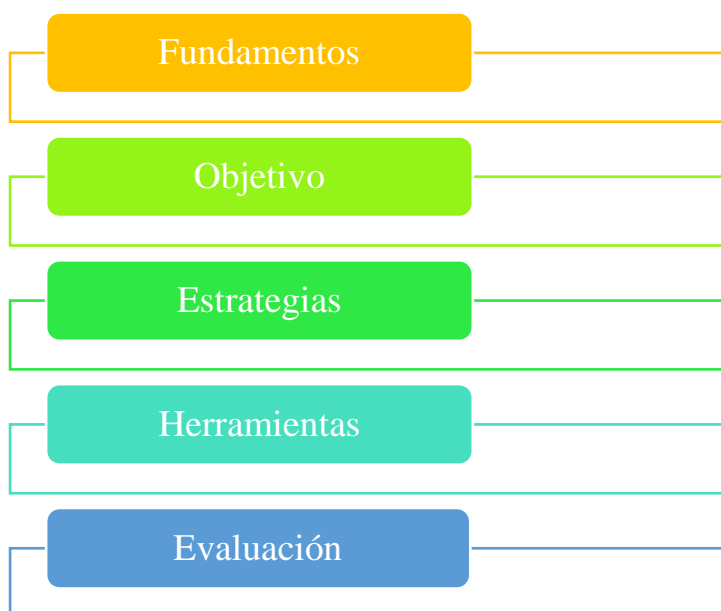 Fundamentos
Objetivo
Estrategias
Herramientas
Evaluación